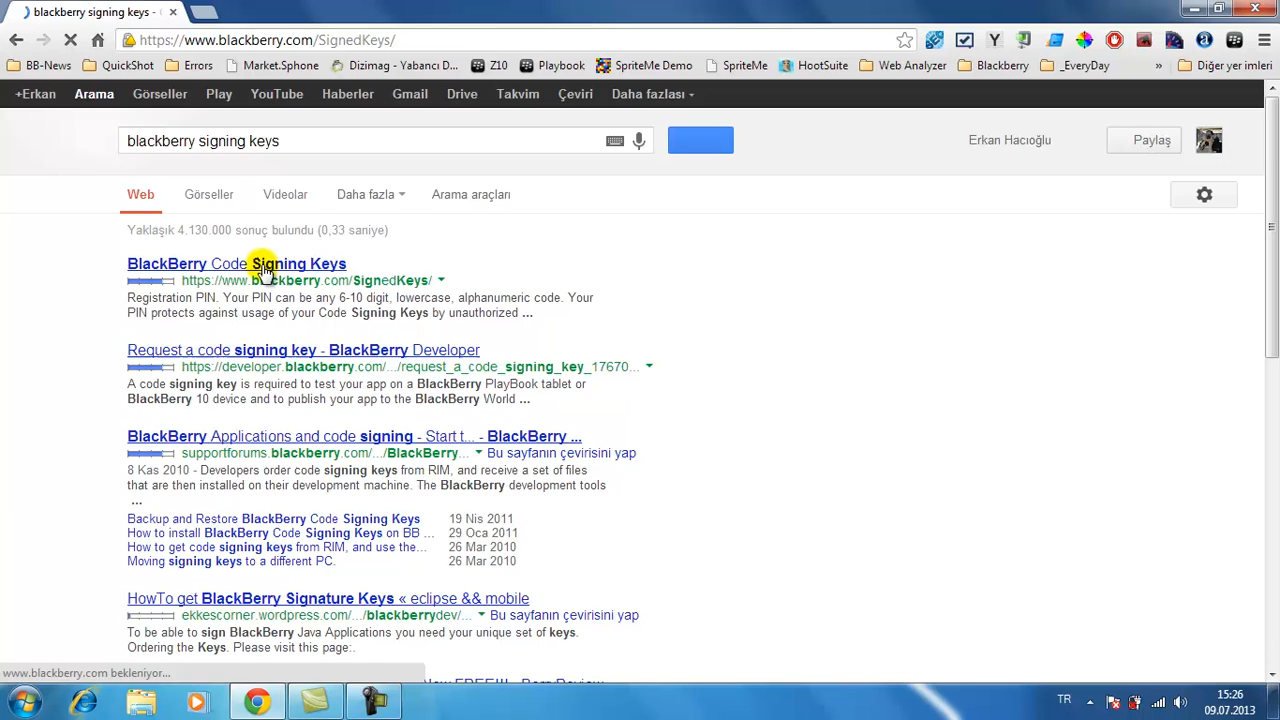 blackberry signing keys -
https://www.blackberry.com/SignedKeys/
BB-News QuickShot Errors Market.Sphone Dizimag - Yabancı D... Z10 Playbook SpriteMe Demo SpriteMe HootSuite Web Analyzer Blackberry _EveryDay » Diğer yer imleri
+Erkan Arama Görseller Play YouTube Haberler Gmail Drive Takvim Çeviri Daha fazlası
blackberry signing keys
Erkan Hacıoğlu Paylaş
Web Görseller Videolar Daha fazla Arama araçları
Yaklaşık 4.130.000 sonuç bulundu (0,33 saniye)
BlackBerry Code Signing Keys
https://www.blackberry.com/SignedKeys/
Registration PIN. Your PIN can be any 6-10 digit, lowercase, alphanumeric code. Your
PIN protects against usage of your Code Signing Keys by unauthorized ...
Request a code signing key - BlackBerry Developer
https://developer.blackberry.com/.../request_a_code_signing_key_17670...
A code signing key is required to test your app on a BlackBerry PlayBook tablet or
BlackBerry 10 device and to publish your app to the BlackBerry World ...
BlackBerry Applications and code signing - Start t... - BlackBerry ...
supportforums.blackberry.com/.../BlackBerry... Bu sayfanın çevirisini yap
8 Kas 2010 - Developers order code signing keys from RIM, and receive a set of files
that are then installed on their development machine. The BlackBerry development tools
...
Backup and Restore BlackBerry Code Signing Keys 19 Nis 2011
How to install BlackBerry Code Signing Keys on BB ... 29 Oca 2011
How to get code signing keys from RIM, and use the... 26 Mar 2010
Moving signing keys to a different PC. 26 Mar 2010
HowTo get BlackBerry Signature Keys « eclipse && mobile
ekkescorner.wordpress.com/.../blackberrydev/... Bu sayfanın çevirisini yap
To be able to sign BlackBerry Java Applications you need your unique set of keys.
Ordering the Keys. Please visit this page:.
www.blackberry.com bekleniyor...
Now FREE!!! - BerryReview
TR 15:26
09.07.2013